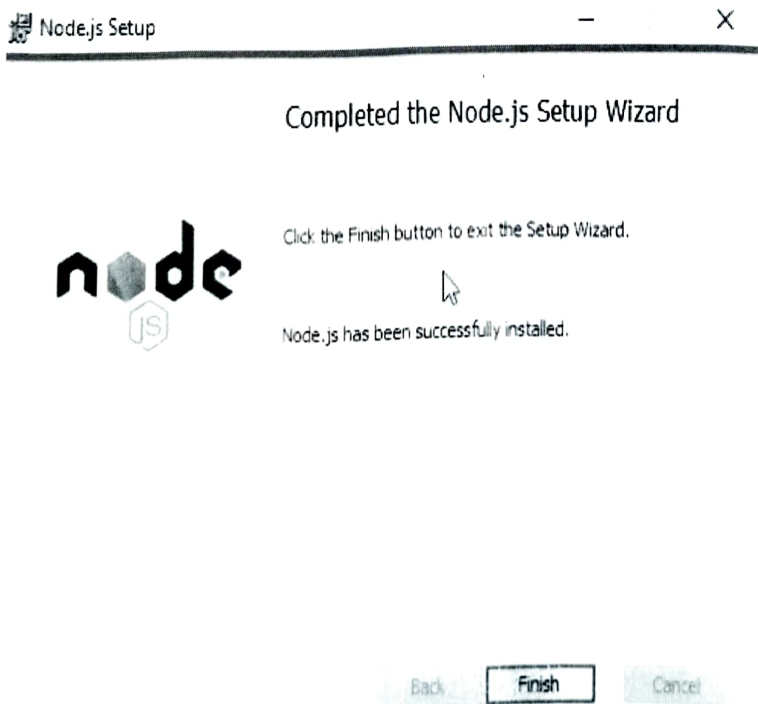 Node.js Setup
Completed the Node.js Setup Wizard
Click the Finish button to exit the Setup Wizard.
node
JS
Node.js has been successfully installed.
Back
Finish
Cancel